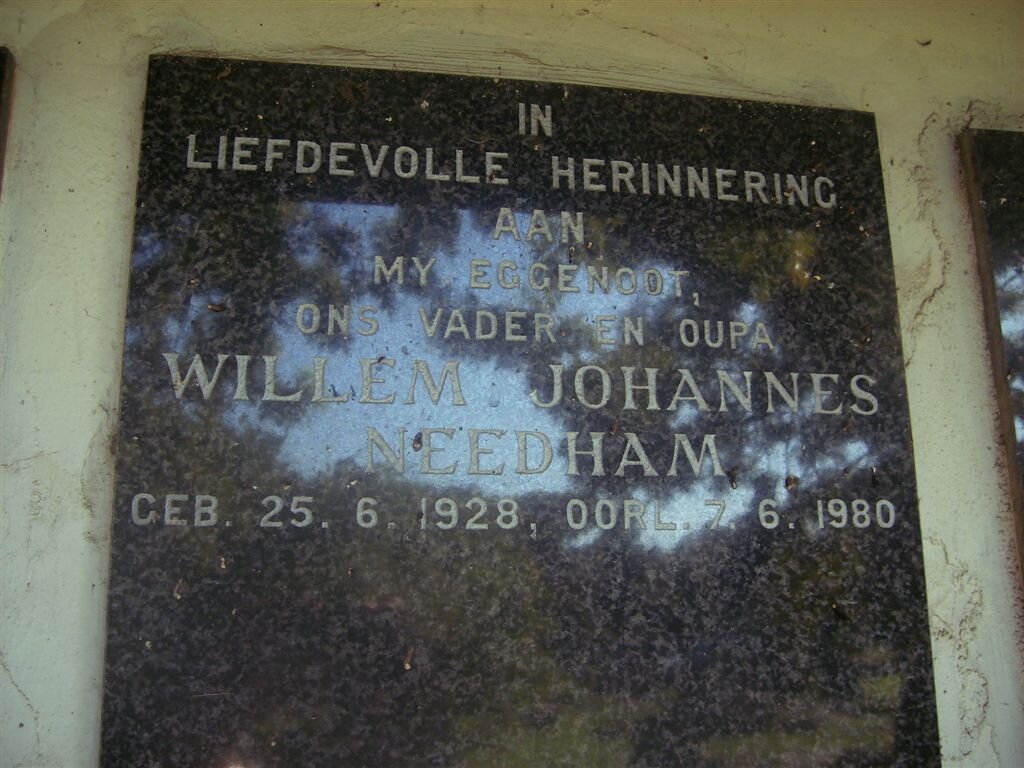 IN
LIEFDEVOLLE HERINNERING
AAN
MY EGGENOOT,
ONS VADER EN OUPA
WILLEM JOHANNES
NEEDHAM
GEB. 25. 6. 1928, OORL. 7. 6. 1980